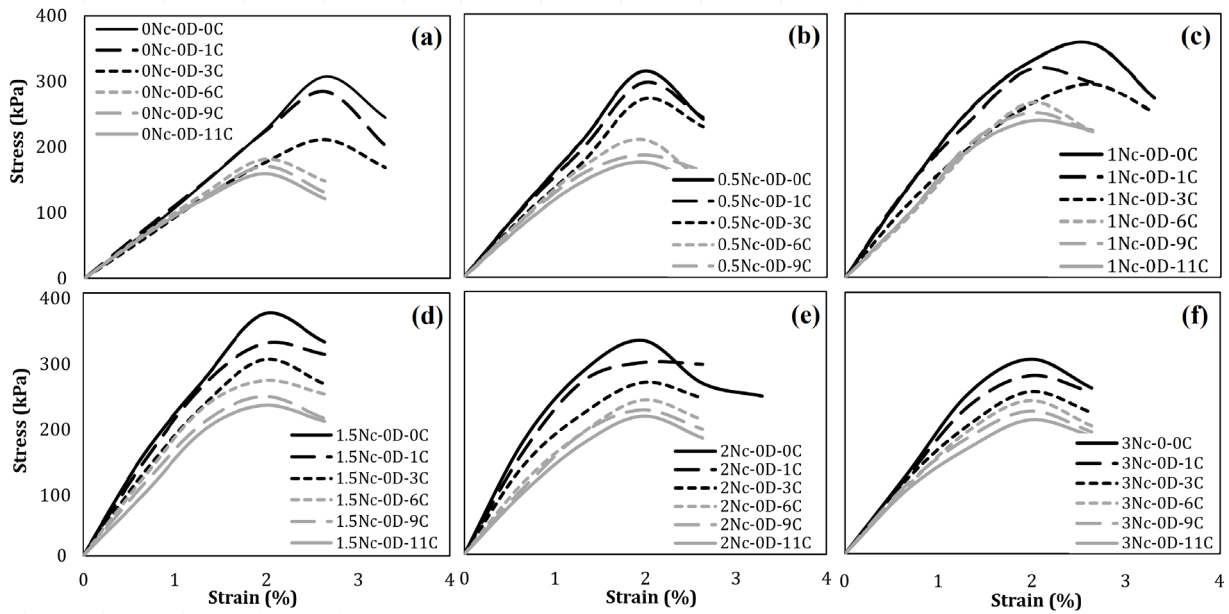 400
300
200
100
0
Stress (kPa)
(a)
0Nc-0D-0C
0Nc-0D-1C
0Nc-0D-3C
0Nc-0D-6C
0Nc-0D-9C
0Nc-0D-11C
(b)
0.5Nc-0D-0C
0.5Nc-0D-1C
0.5Nc-0D-3C
0.5Nc-0D-6C
0.5Nc-0D-9C
(c)
1Nc-0D-0C
1Nc-0D-1C
1Nc-0D-3C
1Nc-0D-6C
1Nc-0D-9C
1Nc-0D-11C
400
300
200
100
0
Stress (kPa)
(d)
1.5Nc-0D-0C
1.5Nc-0D-1C
1.5Nc-0D-3C
1.5Nc-0D-6C
1.5Nc-0D-9C
1.5Nc-0D-11C
0 1 2 3 4
Strain (%)
(e)
2Nc-0D-0C
2Nc-0D-1C
2Nc-0D-3C
2Nc-0D-6C
2Nc-0D-9C
2Nc-0D-11C
0 1 2 3 4
Strain (%)
(f)
3Nc-0-0C
3Nc-0D-1C
3Nc-0D-3C
3Nc-0D-6C
3Nc-0D-9C
3Nc-0D-11C
0 1 2 3 4
Strain (%)